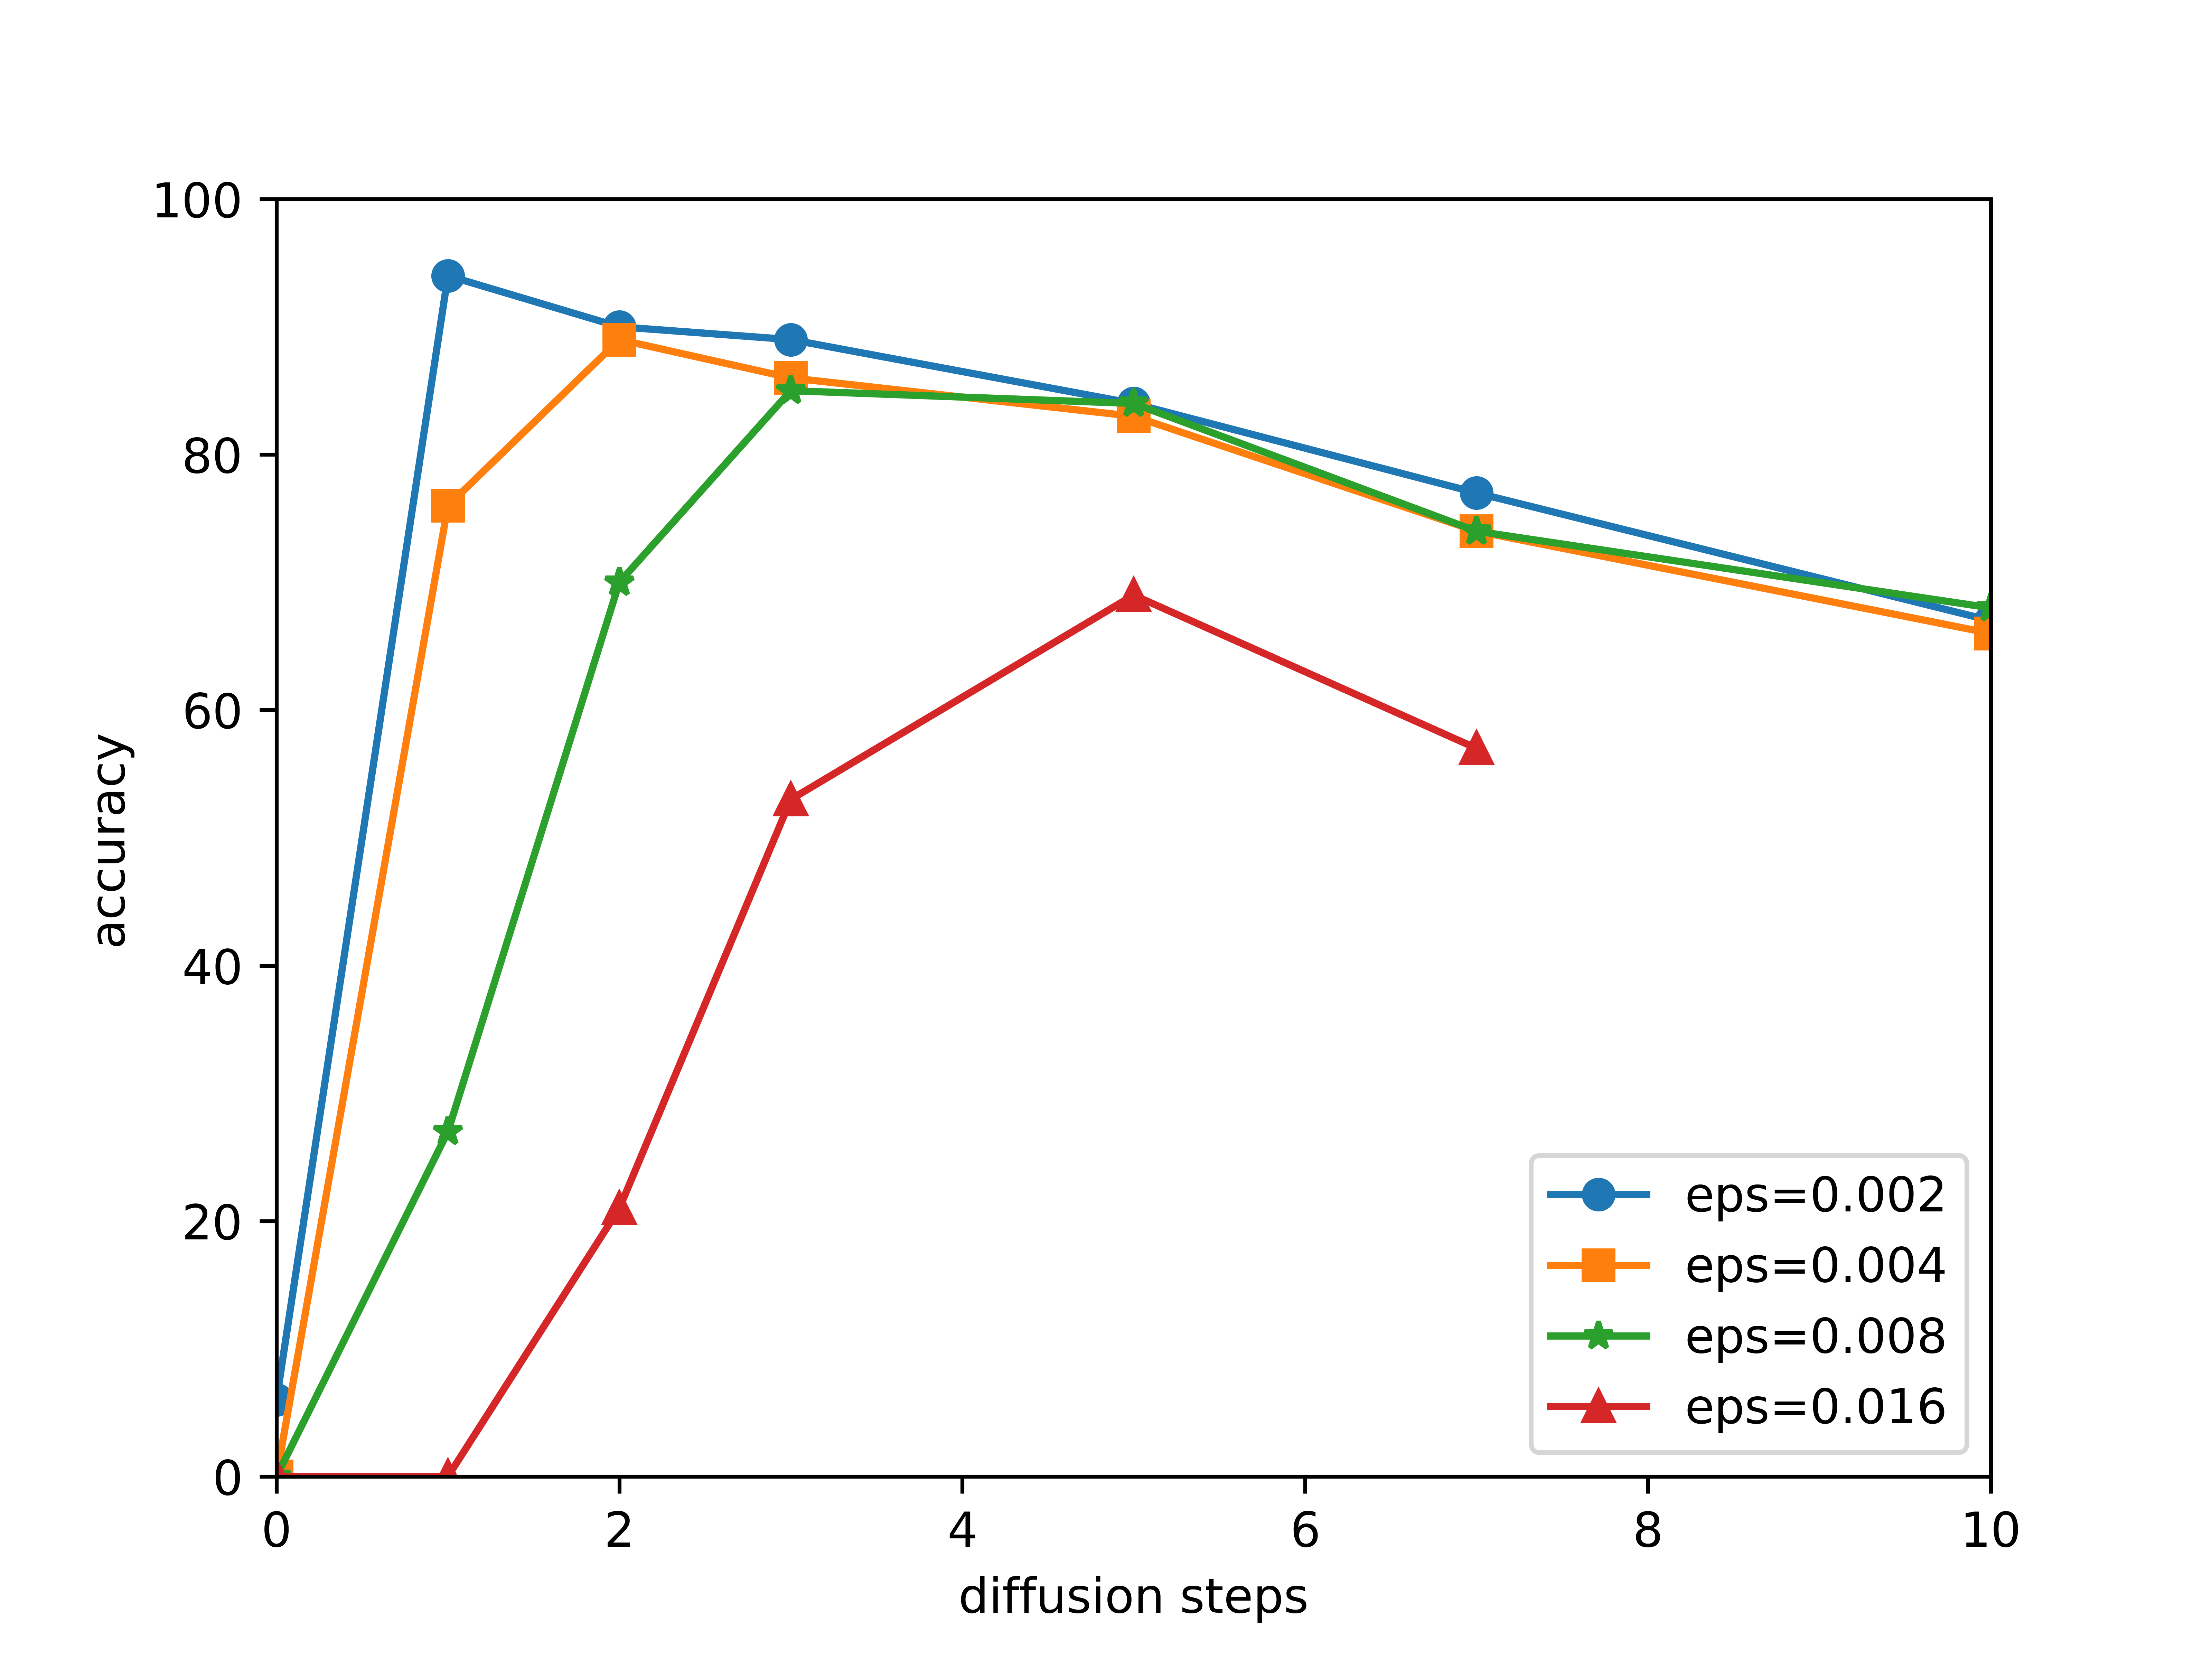 100
80
60
40
20
0
accuracy
0 2 4 6 8 10
diffusion steps
eps=0.002
eps=0.004
eps=0.008
eps=0.016